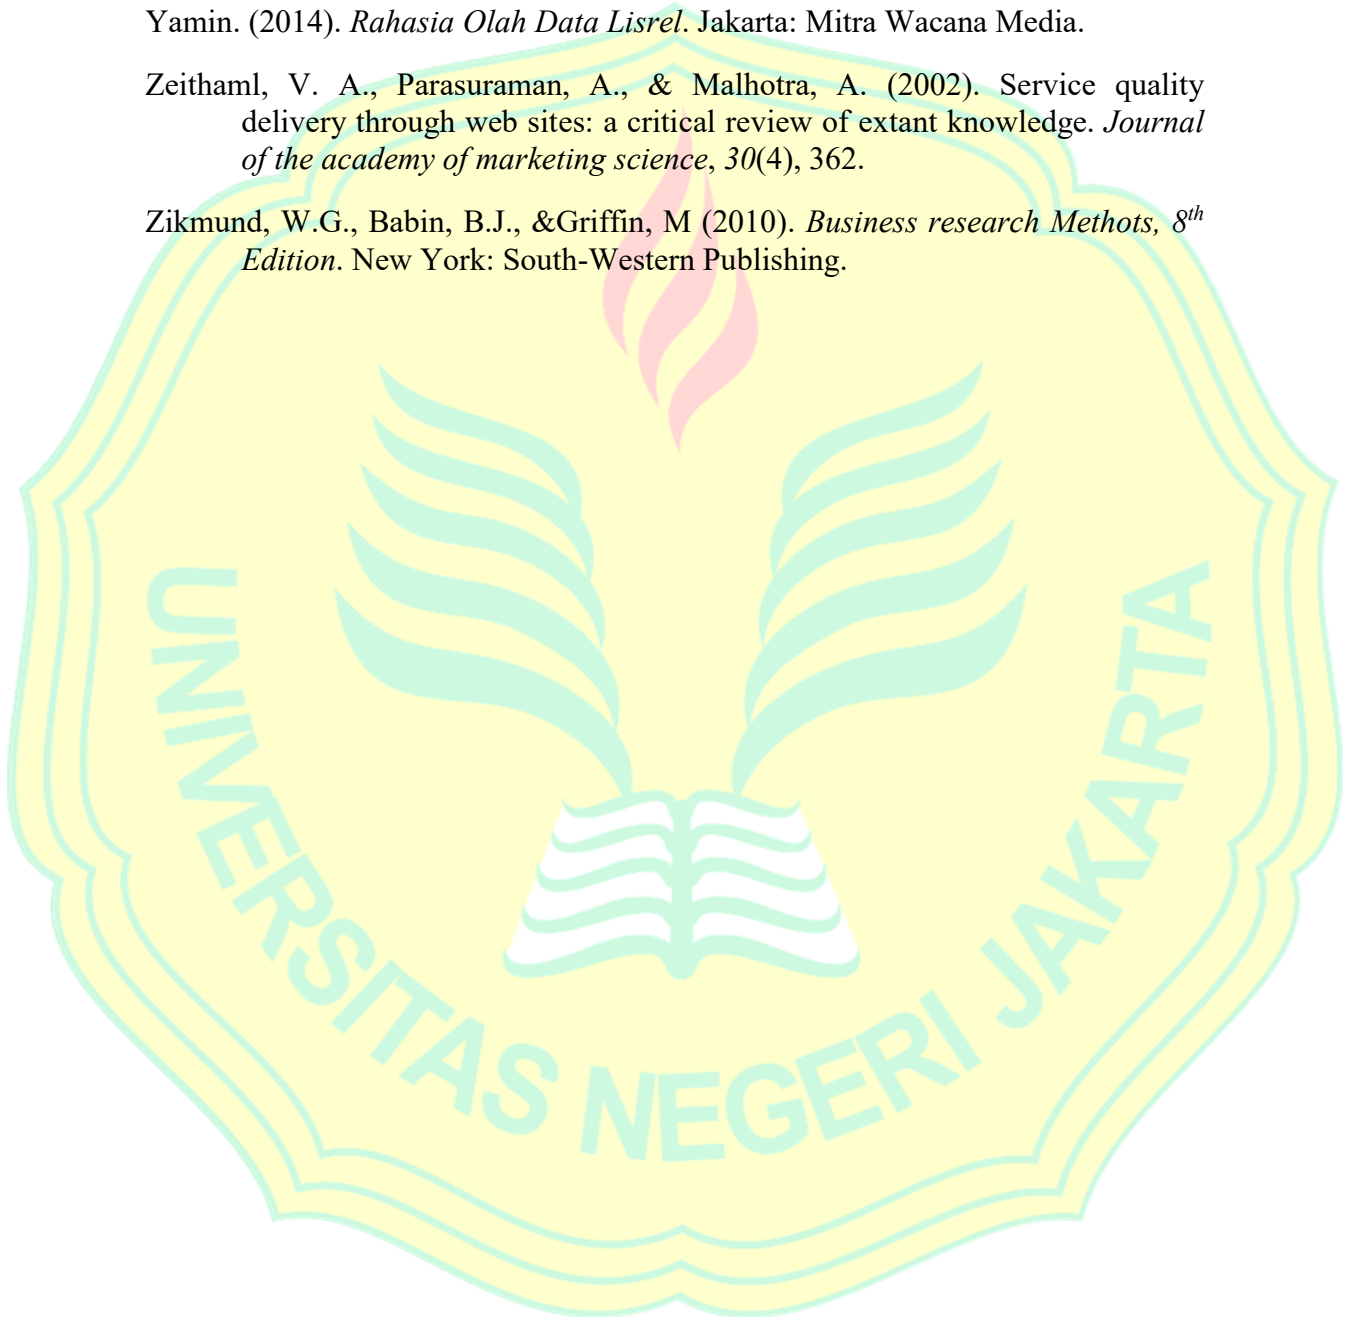 Yamin. (2014). Rahasia Olah Data Lisrel. Jakarta: Mitra Wacana Media.
Zeithaml, V. A., Parasuraman, A., & Malhotra, A. (2002). Service quality
delivery through web sites: a critical review of extant knowledge. Journal
of the academy of marketing science, 30(4), 362.
Zikmund, W.G., Babin, B.J., &Griffin, M (2010). Business research Methots, 8th
Edition. New York: South-Western Publishing.
UNIVERSITAS NEGERI JAKARTA